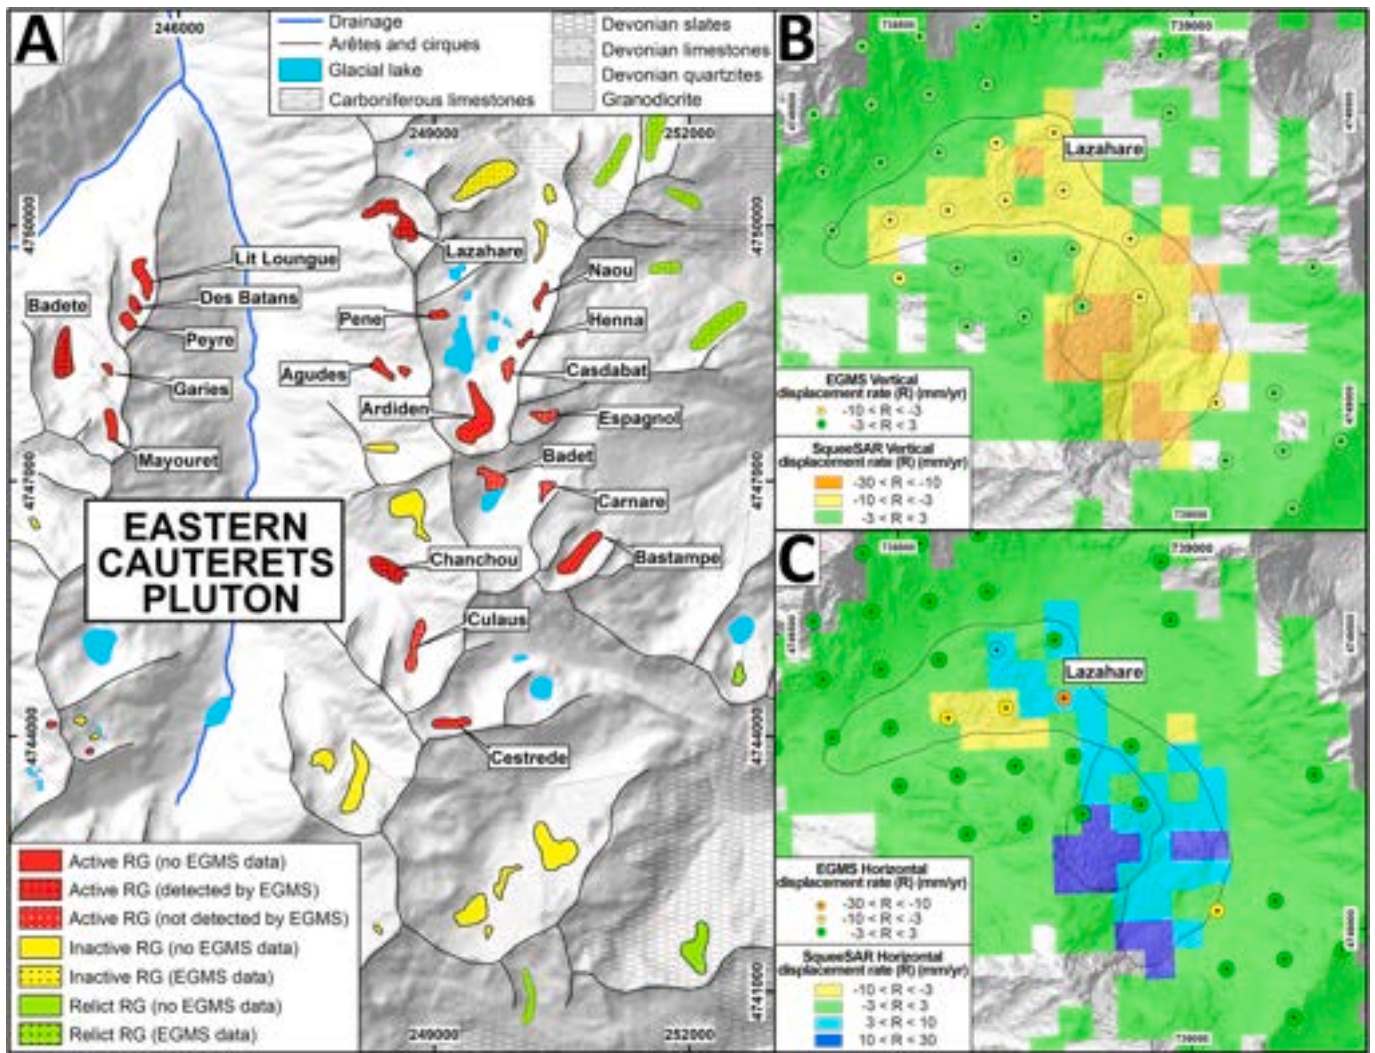 A
246000
Drainage
Arêtes and cirques
Glacial lake
Carboniferous limestones
Devonian slates
Devonian limestones
Devonian quartzites
Granodiorite
249000
252000
4750000
4750000
Lit Loungue
Des Batans
Badete
Peyre
Garies
Mayouret
Lazahare
Naou
Pene
Henna
Agudes
Casdabat
Ardiden
Espagnol
Badet
Carnare
4747000
4747000
EASTERN
CAUTERETS
PLUTON
Chanchou
Bastampe
Culaus
Cestrede
4744000
4744000
4741000
249000
252000
Active RG (no EGMS data)
Active RG (detected by EGMS)
Active RG (not detected by EGMS)
Inactive RG (no EGMS data)
Inactive RG (EGMS data)
Relict RG (no EGMS data)
Relict RG (EGMS data)
B
739000
Lazahare
EGMS Vertical
displacement rate (R) (mm/yr)
-10 < R < -3
-3 < R < 3
SqueeSAR Vertical
displacement rate (R) (mm/yr)
-30 < R < -10
-10 < R < -3
-3 < R < 3
739000
C
739000
Lazahare
EGMS Horizontal
displacement rate (R) (mm/yr)
-30 < R < -10
-10 < R < -3
-3 < R < 3
SqueeSAR Horizontal
displacement rate (R) (mm/yr)
-10 < R < -3
-3 < R < 3
3 < R < 10
10 < R < 30
739000